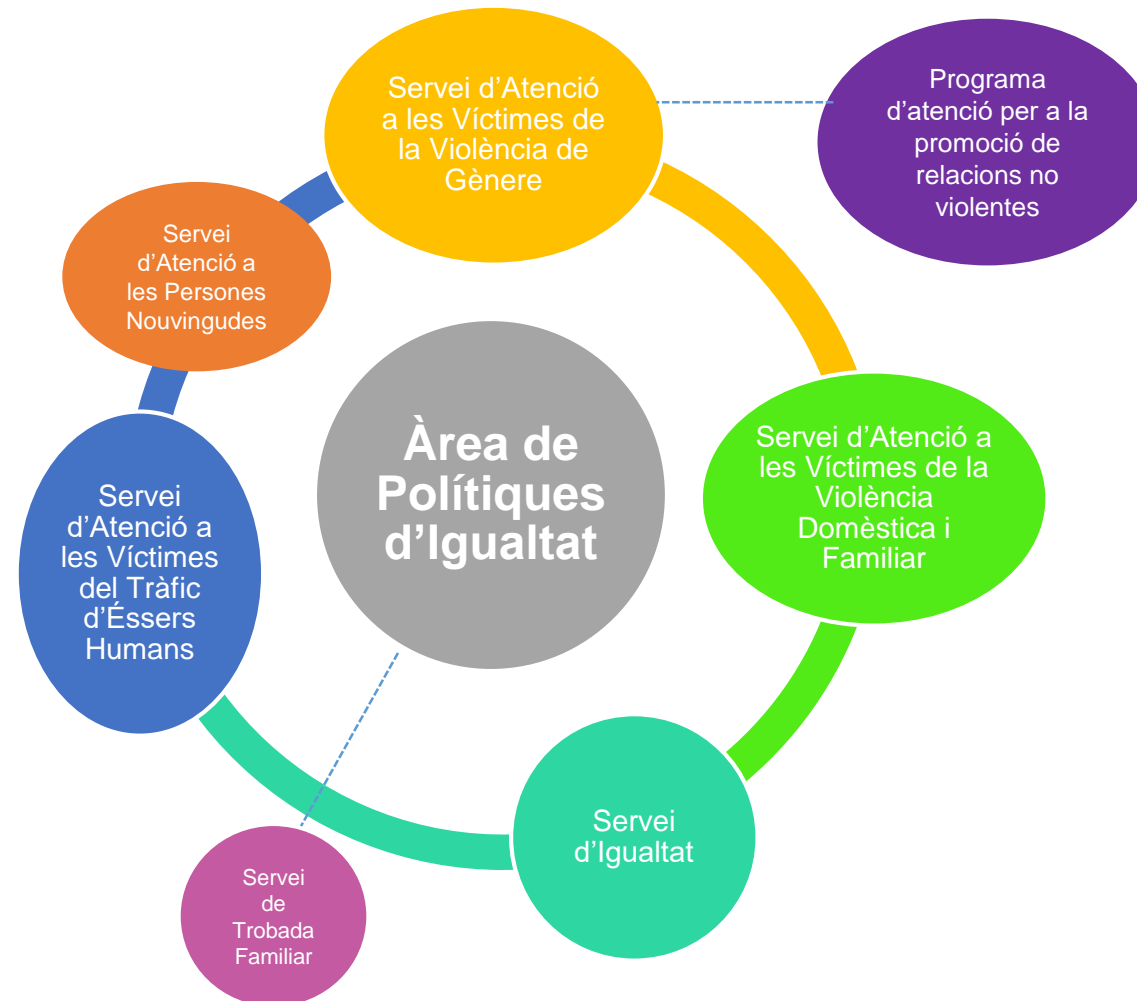 Servei d’Atenció
a les Víctimes de
la Violència de
Gènere
Programa
d’atenció per a la
promoció de
relacions no
violentes
Servei
d’Atenció a
les Persones
Nouvingudes
Àrea de
Polítiques
d’Igualtat
Servei d’Atenció a
les Víctimes de la
Violència
Domèstica i
Familiar
Servei
d’Atenció a
les Víctimes
del Tràfic
d’Éssers
Humans
Servei
d’Igualtat
Servei
de
Trobada
Familiar